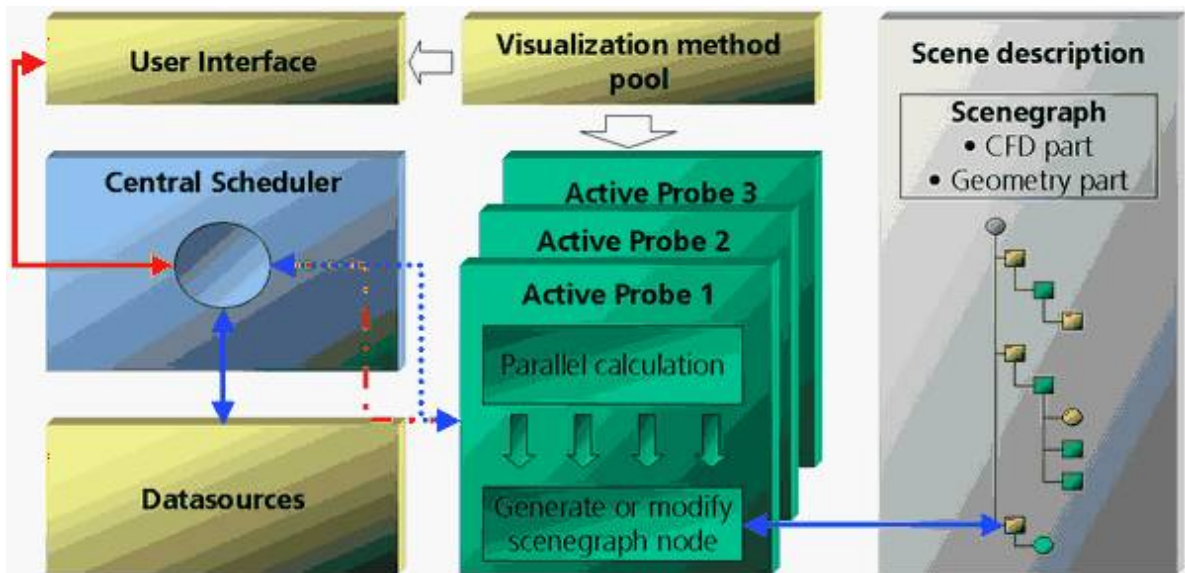 User Interface
Visualization method
pool
Scene description
Scenegraph
• CFD part
• Geometry part
Central Scheduler
Active Probe 3
Active Probe 2
Active Probe 1
Parallel calculation
Datasources
Generate or modify
scenegraph node